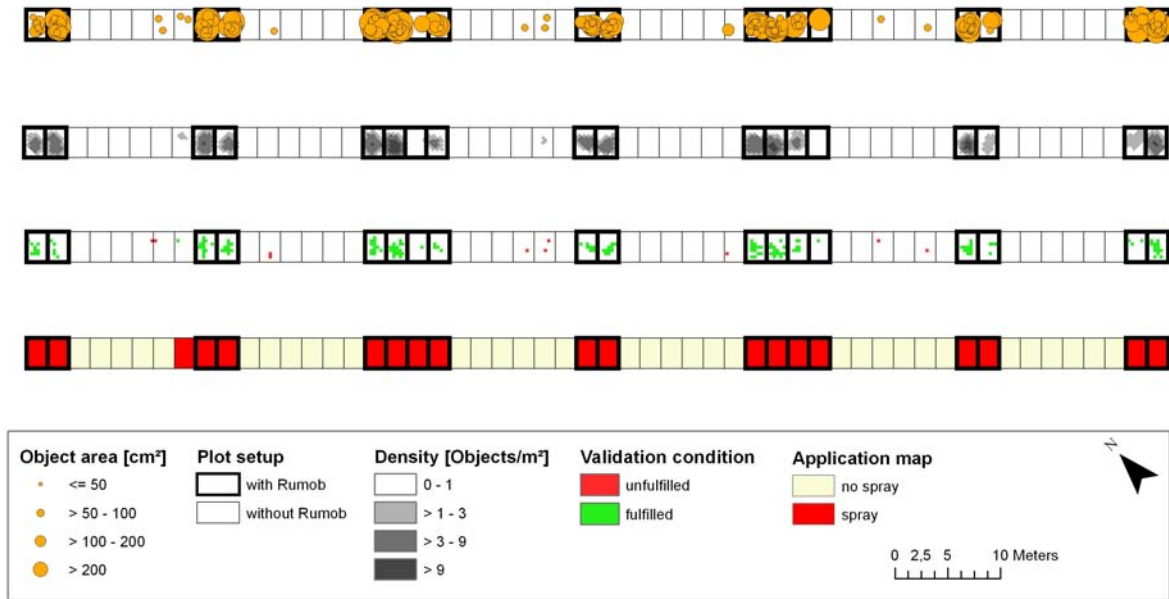 Object area [cm²]
<= 50
> 50 - 100
> 100 - 200
> 200
Plot setup
with Rumob
without Rumob
Density [Objects/m²]
0 - 1
> 1 - 3
> 3 - 9
> 9
Validation condition
unfulfilled
fulfilled
Application map
no spray
spray
N
0 2,5 5 10 Meters